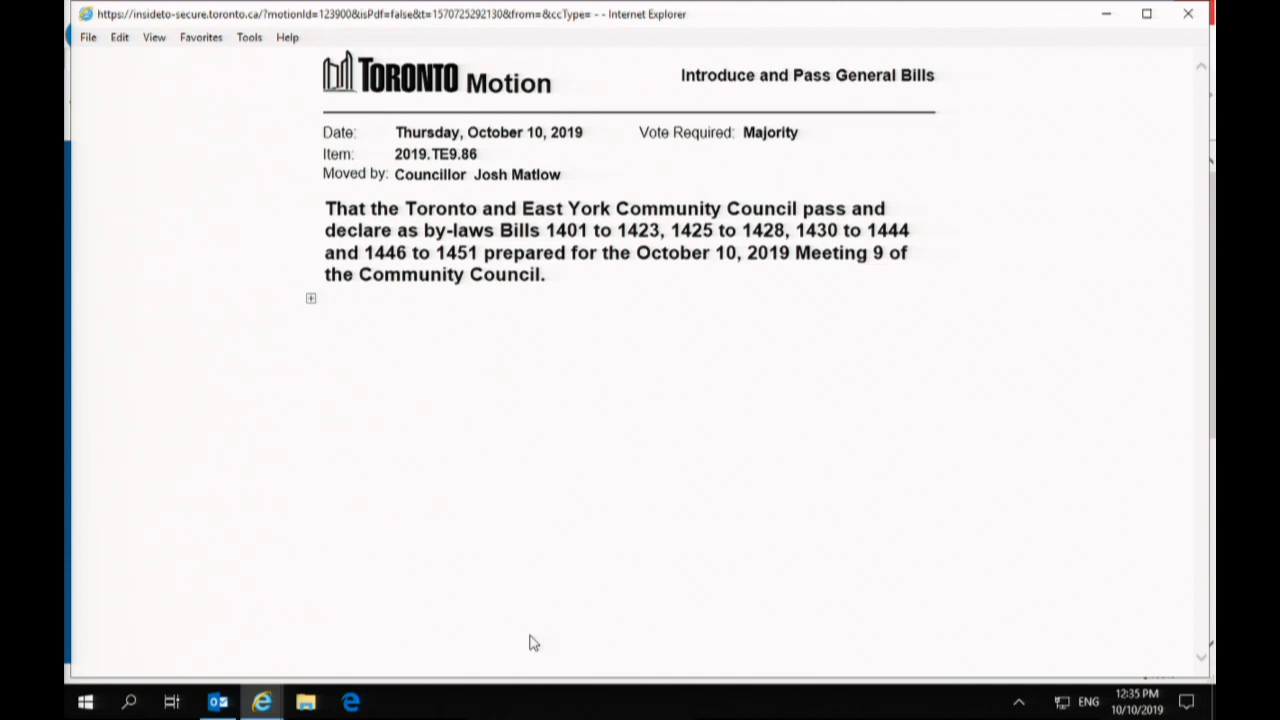 https://insideto-secure.toronto.ca/?motionId=123900&isPdf=false&t=1570725292130&from=&ccType= - - Internet Explorer
File Edit View Favorites Tools Help
TORONTO Motion
Introduce and Pass General Bills
Date: Thursday, October 10, 2019 Vote Required: Majority
Item: 2019.TE9.86
Moved by: Councillor Josh Matlow
That the Toronto and East York Community Council pass and
declare as by-laws Bills 1401 to 1423, 1425 to 1428, 1430 to 1444
and 1446 to 1451 prepared for the October 10, 2019 Meeting 9 of
the Community Council.
ENG
12:35 PM
10/10/2019